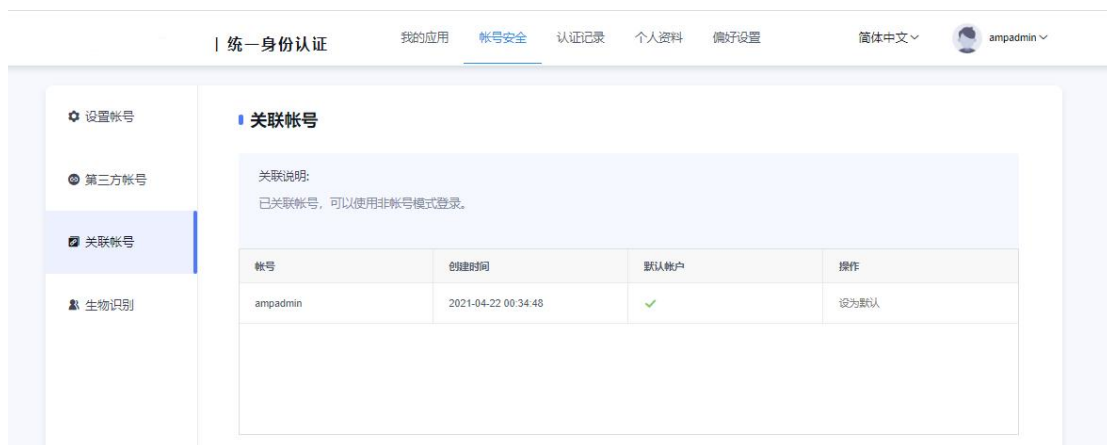 | 统一身份认证
我的应用 帐号安全 认证记录 个人资料 偏好设置 简体中文 ampadmin
设置帐号
第三方帐号
关联帐号
生物识别
关联帐号
关联说明:
已关联帐号，可以使用非帐号模式登录。
帐号 创建时间 默认帐户 操作
ampadmin 2021-04-22 00:34:48 设为默认